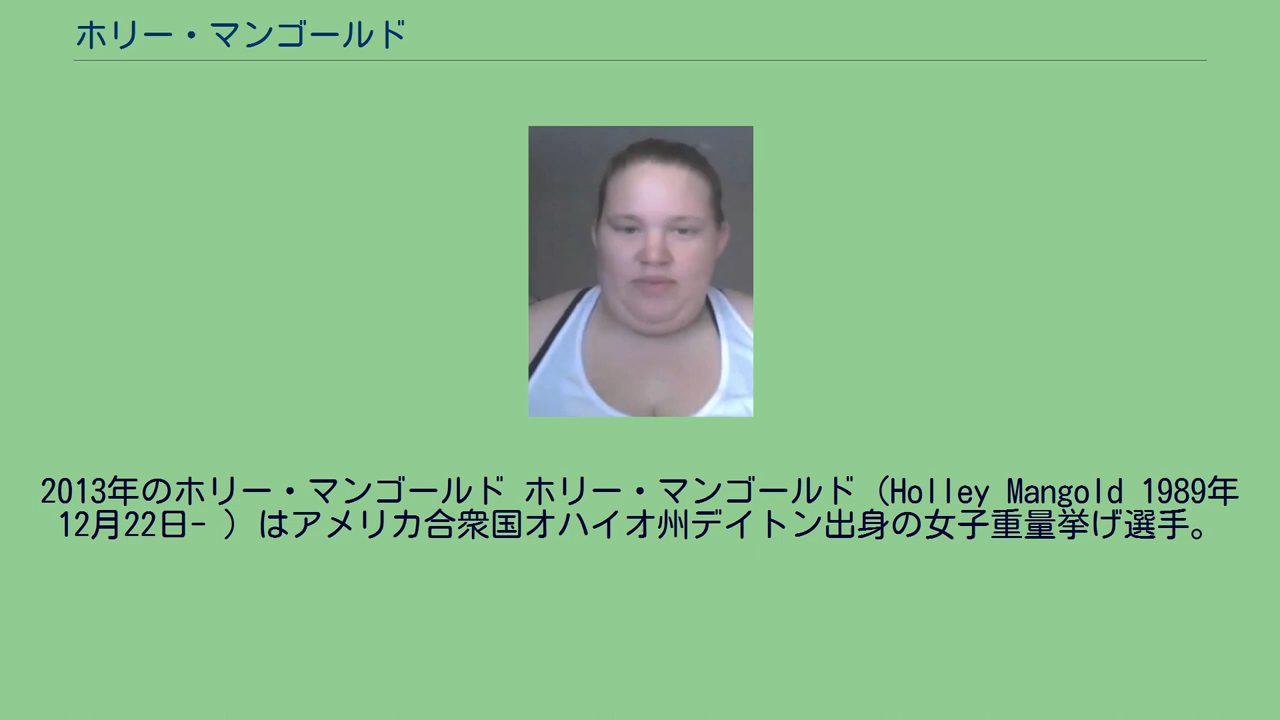 ホリー・マンゴールド
2013年のホリー・マンゴールド ホリー・マンゴールド（Holley Mangold 1989年
12月22日- ）はアメリカ合衆国オハイオ州デイトン出身の女子重量挙げ選手。